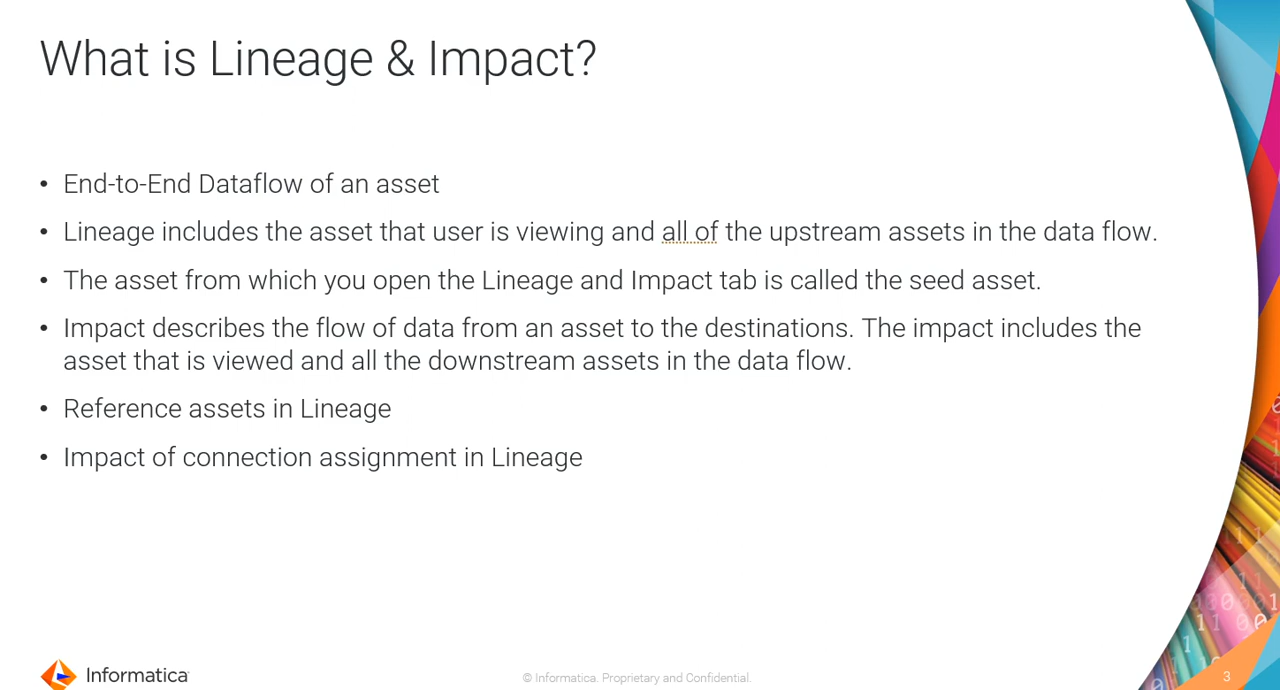 What is Lineage & Impact?
• End-to-End Dataflow of an asset
• Lineage includes the asset that user is viewing and all of the upstream assets in the data flow.
• The asset from which you open the Lineage and Impact tab is called the seed asset.
• Impact describes the flow of data from an asset to the destinations. The impact includes the
asset that is viewed and all the downstream assets in the data flow.
• Reference assets in Lineage
• Impact of connection assignment in Lineage
Informatica
© Informatica. Proprietary and Confidential.
3